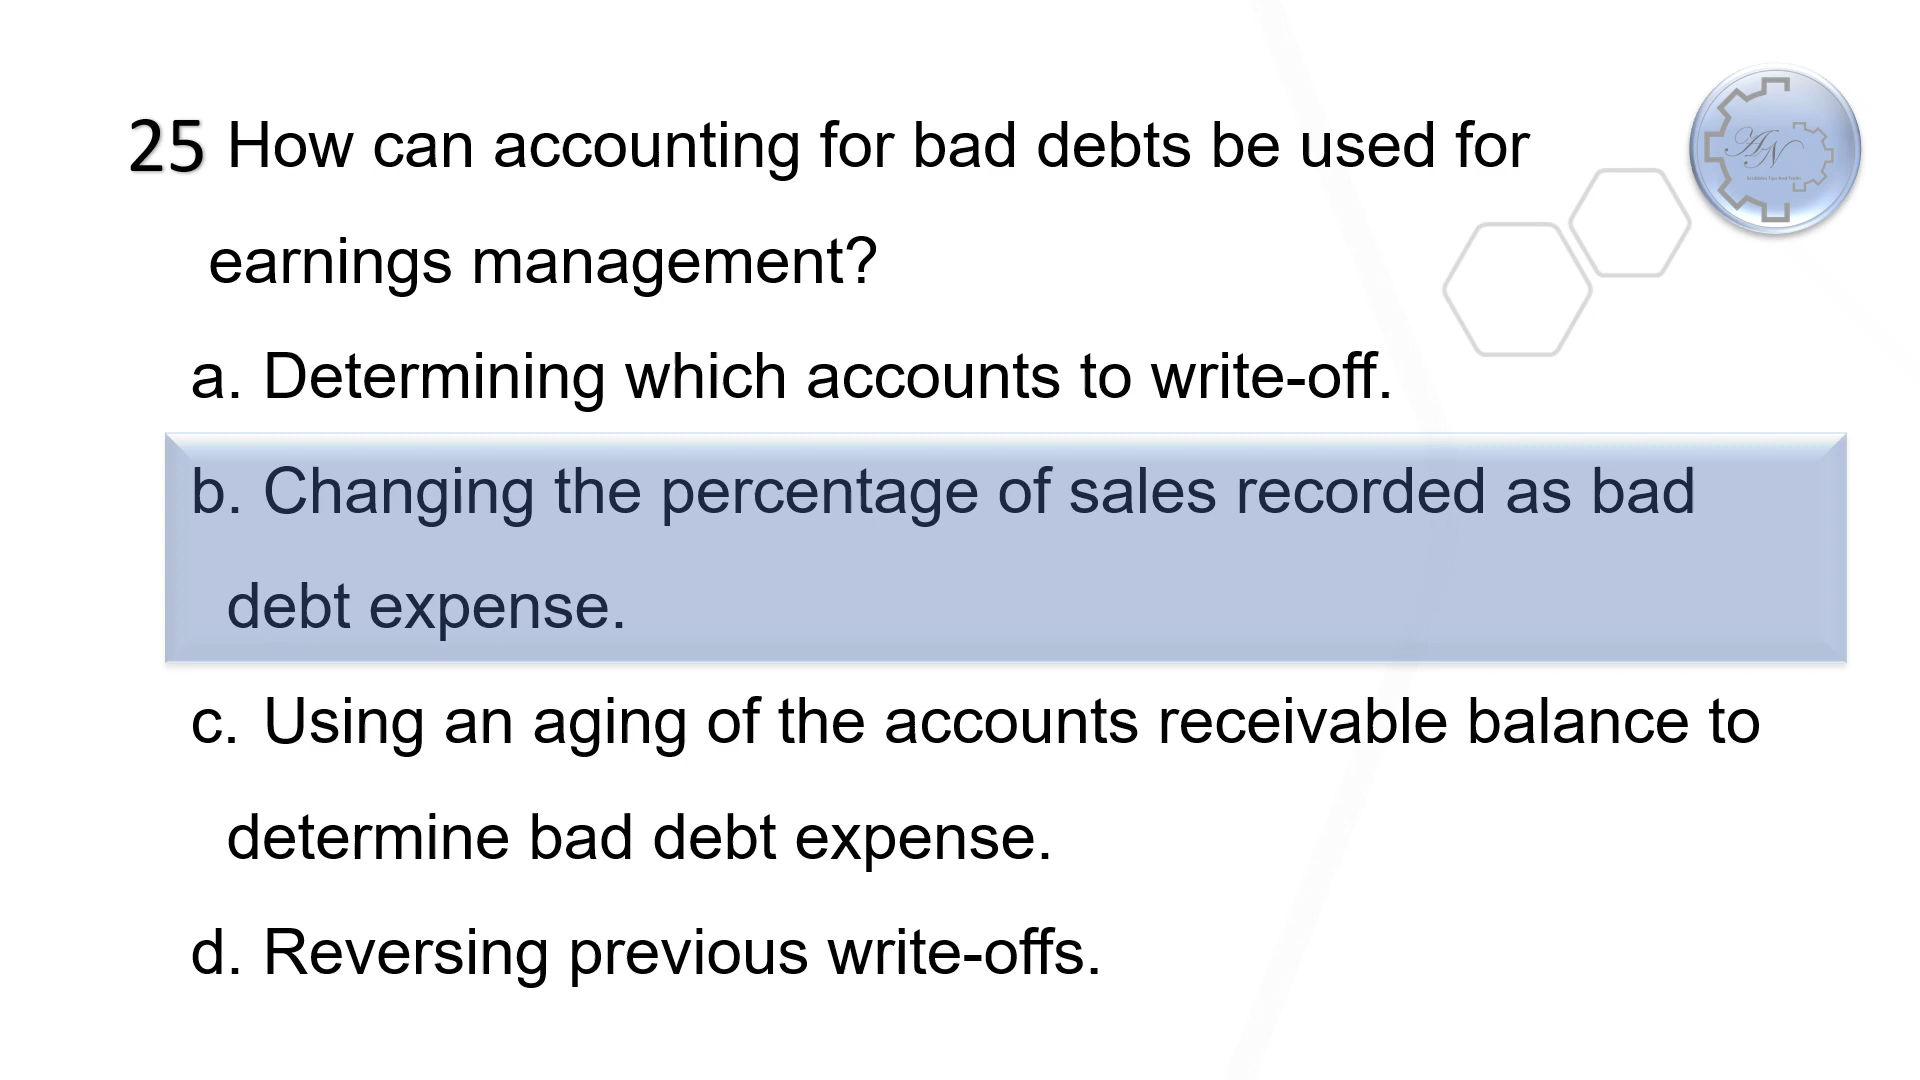 25 How can accounting for bad debts be used for
earnings management?
a. Determining which accounts to write-off.
b. Changing the percentage of sales recorded as bad
debt expense.
c. Using an aging of the accounts receivable balance to
determine bad debt expense.
d. Reversing previous write-offs.
AN